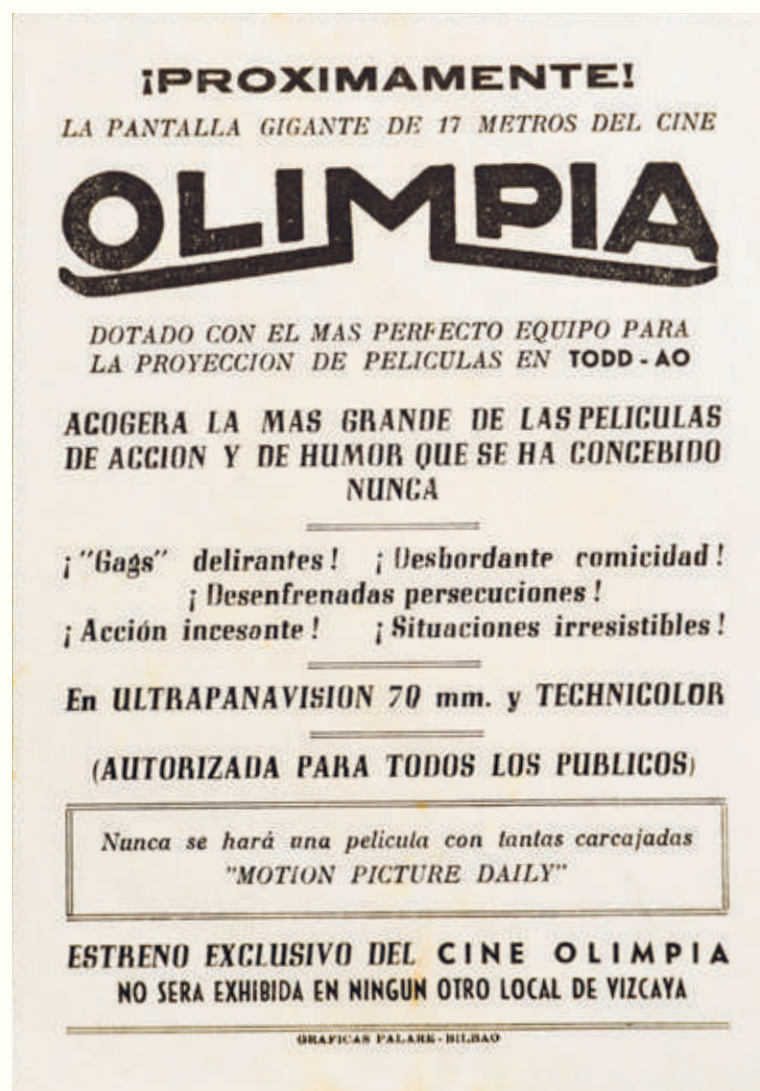 ¡PROXIMAMENTE!
LA PANTALLA GIGANTE DE 17 METROS DEL CINE
OLIMPIA
DOTADO CON EL MAS PERFECTO EQUIPO PARA
LA PROYECCION DE PELICULAS EN TODD - AO
ACOGERA LA MAS GRANDE DE LAS PELICULAS
DE ACCION Y DE HUMOR QUE SE HA CONCEBIDO
NUNCA
¡"Gags" delirantes! ¡Desbordante comicidad!
¡Desenfrenadas persecuciones!
¡Acción incesante! ¡Situaciones irresistibles!
En ULTRAPANAVISION 70 mm. y TECHNICOLOR
(AUTORIZADA PARA TODOS LOS PUBLICOS)
Nunca se hará una película con tantas carcajadas
"MOTION PICTURE DAILY"
ESTRENO EXCLUSIVO DEL CINE OLIMPIA
NO SERA EXHIBIDA EN NINGUN OTRO LOCAL DE VIZCAYA
GRAFICAS PALARE - BILBAO